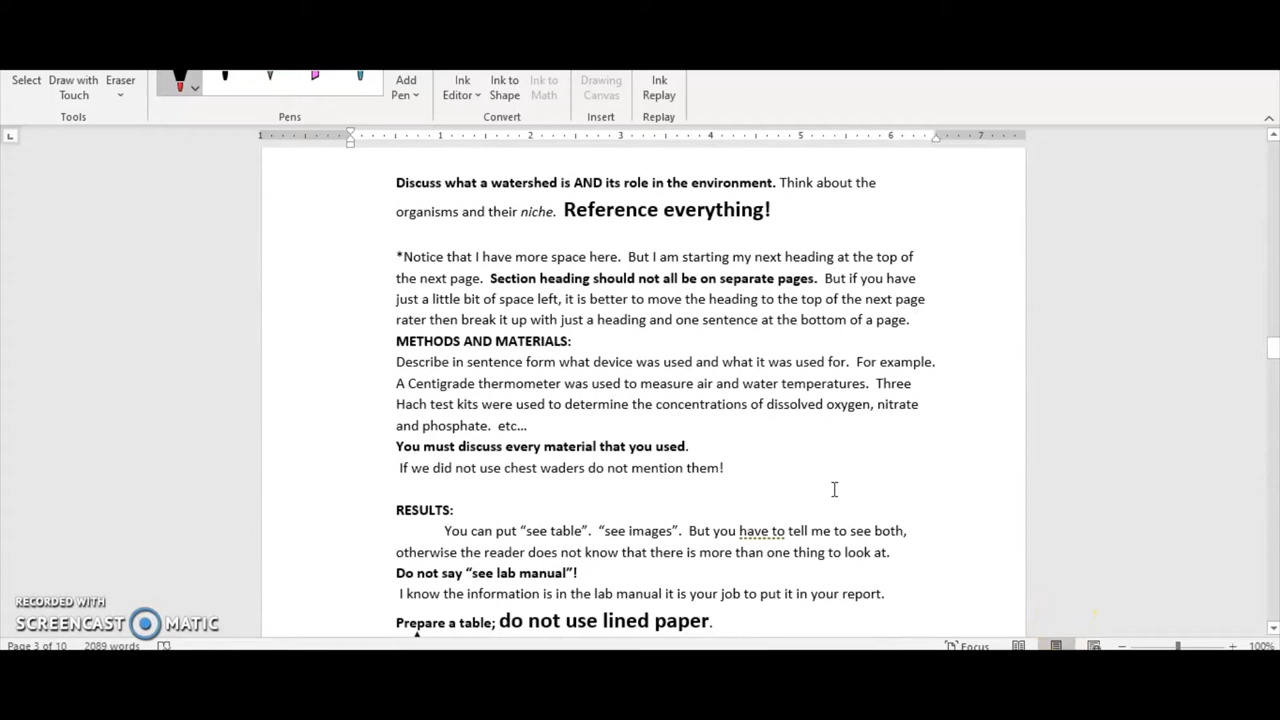 Select
Draw with
Touch
Eraser
Add
Pen
Ink
Editor
Ink to
Shape
Ink to
Math
Drawing
Canvas
Ink
Replay
Tools
Pens
Convert
Insert
Replay
1 1 2 3 4 5 6 7
Discuss what a watershed is AND its role in the environment. Think about the
organisms and their niche. Reference everything!
*Notice that I have more space here. But I am starting my next heading at the top of
the next page. Section heading should not all be on separate pages. But if you have
just a little bit of space left, it is better to move the heading to the top of the next page
rater then break it up with just a heading and one sentence at the bottom of a page.
METHODS AND MATERIALS:
Describe in sentence form what device was used and what it was used for. For example.
A Centigrade thermometer was used to measure air and water temperatures. Three
Hach test kits were used to determine the concentrations of dissolved oxygen, nitrate
and phosphate. etc…
You must discuss every material that you used.
If we did not use chest waders do not mention them!
RESULTS:
You can put “see table”. “see images”. But you have to tell me to see both,
otherwise the reader does not know that there is more than one thing to look at.
Do not say “see lab manual”!
I know the information is in the lab manual it is your job to put it in your report.
Prepare a table; do not use lined paper.
RECORDED WITH
SCREENCAST MATIC
Page 3 of 10 2089 words
Focus
100%